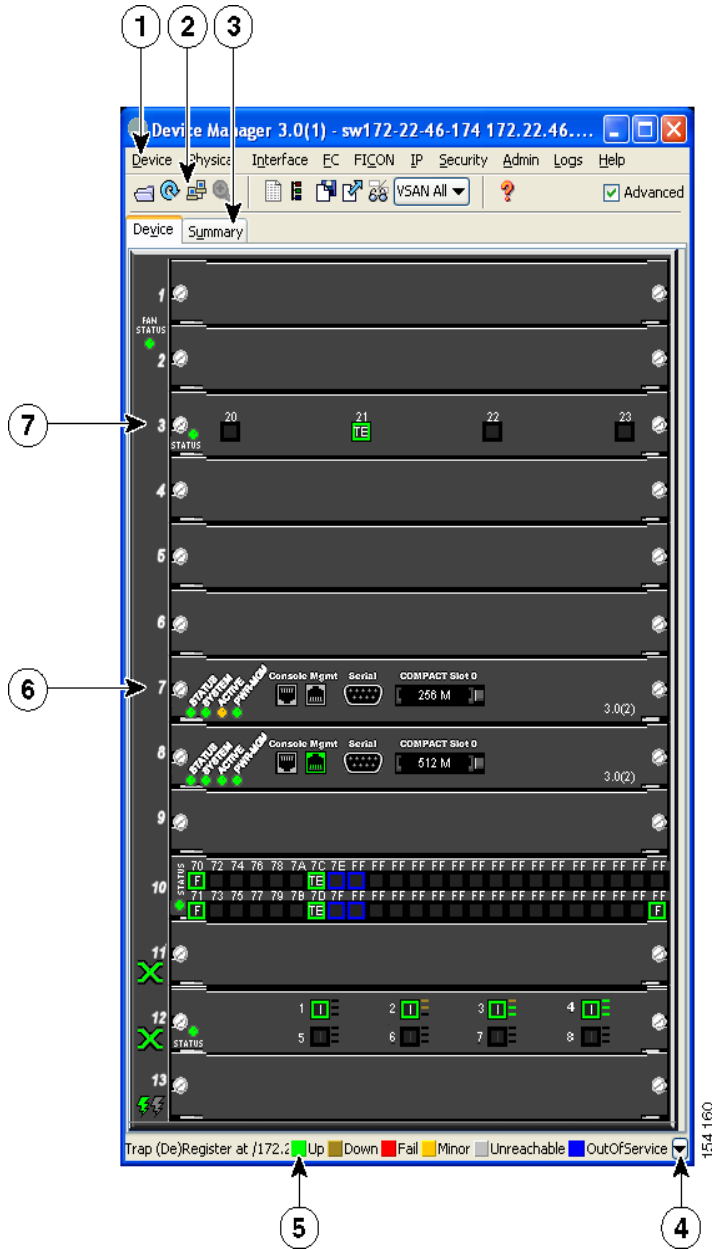 1 2 3
Device Manager 3.0(1) - sw172-22-46-174 172.22.46....
Device Physical Interface FC FICON IP Security Admin Logs Help
VSAN All Advanced
Device Summary
1
FAN
STATUS
2
7
3
STATUS
20 21 22 23
TE
4
5
6
6
7
STATUS SYSTEM ACTIVE PWR-MGM
Console Mgmt Serial COMPACT Slot 0
256 M
3.0(2)
8
STATUS SYSTEM ACTIVE PWR-MGM
Console Mgmt Serial COMPACT Slot 0
512 M
3.0(2)
9
10
STATUS
70 72 74 76 78 7A 7C 7E FF FF FF FF FF FF FF FF FF FF FF FF FF FF FF FF
F TE
71 73 75 77 79 7B 7D 7F FF FF FF FF FF FF FF FF FF FF FF FF FF FF FF FF
F TE F
11
12
STATUS
1 2 3 4
5 6 7 8
13
Trap (De)Register at /172.2 Up Down Fail Minor Unreachable OutOfService
154160
5 4